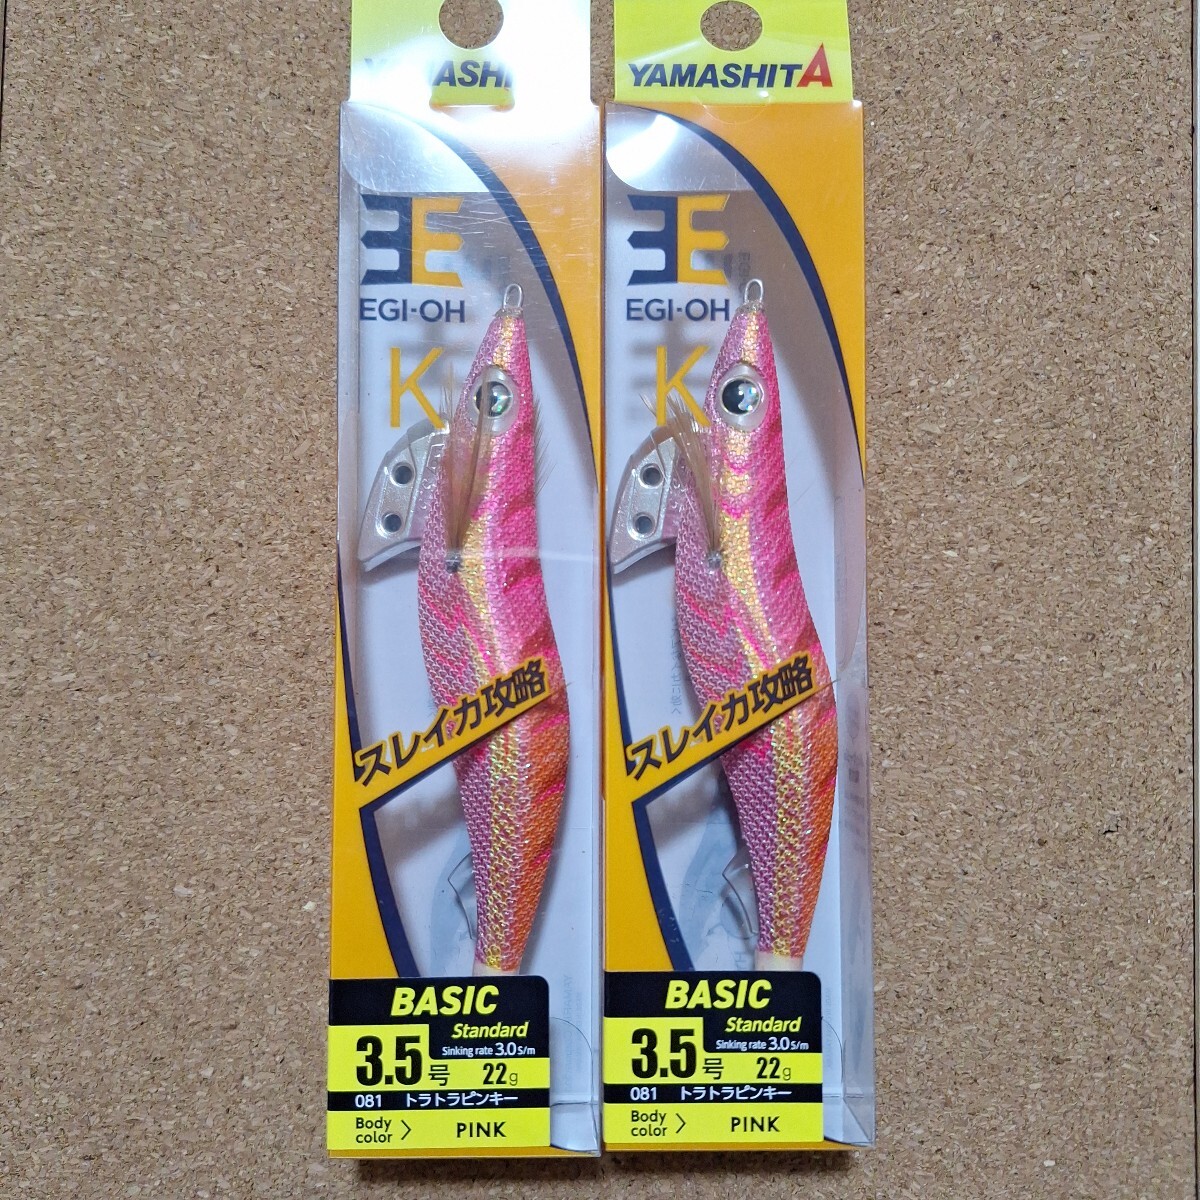 YAMASHI
EGI-OH
K
スレイカ攻略
BASIC
Standard
Sinking rate 3.0 S/m
3.5号 22g
081 トラトラピンキー
Body color > PINK
YAMASHITA
EGI-OH
K
スレイカ攻略
BASIC
Standard
Sinking rate 3.0 S/m
3.5号 22g
081 トラトラピンキー
Body color > PINK